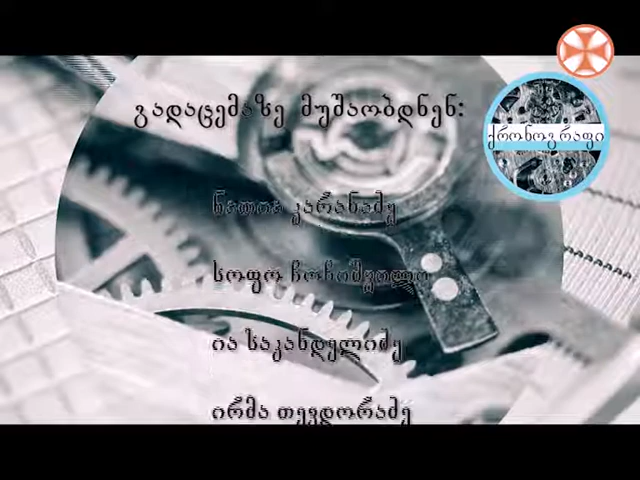 გადაცემაზე მუშაობდნენ:
ქრონოგრაფი
ნათია კარანაძე
სოფო ჩოჩიშვილი
ია საკანდელიძე
ირმა თევდორაძე